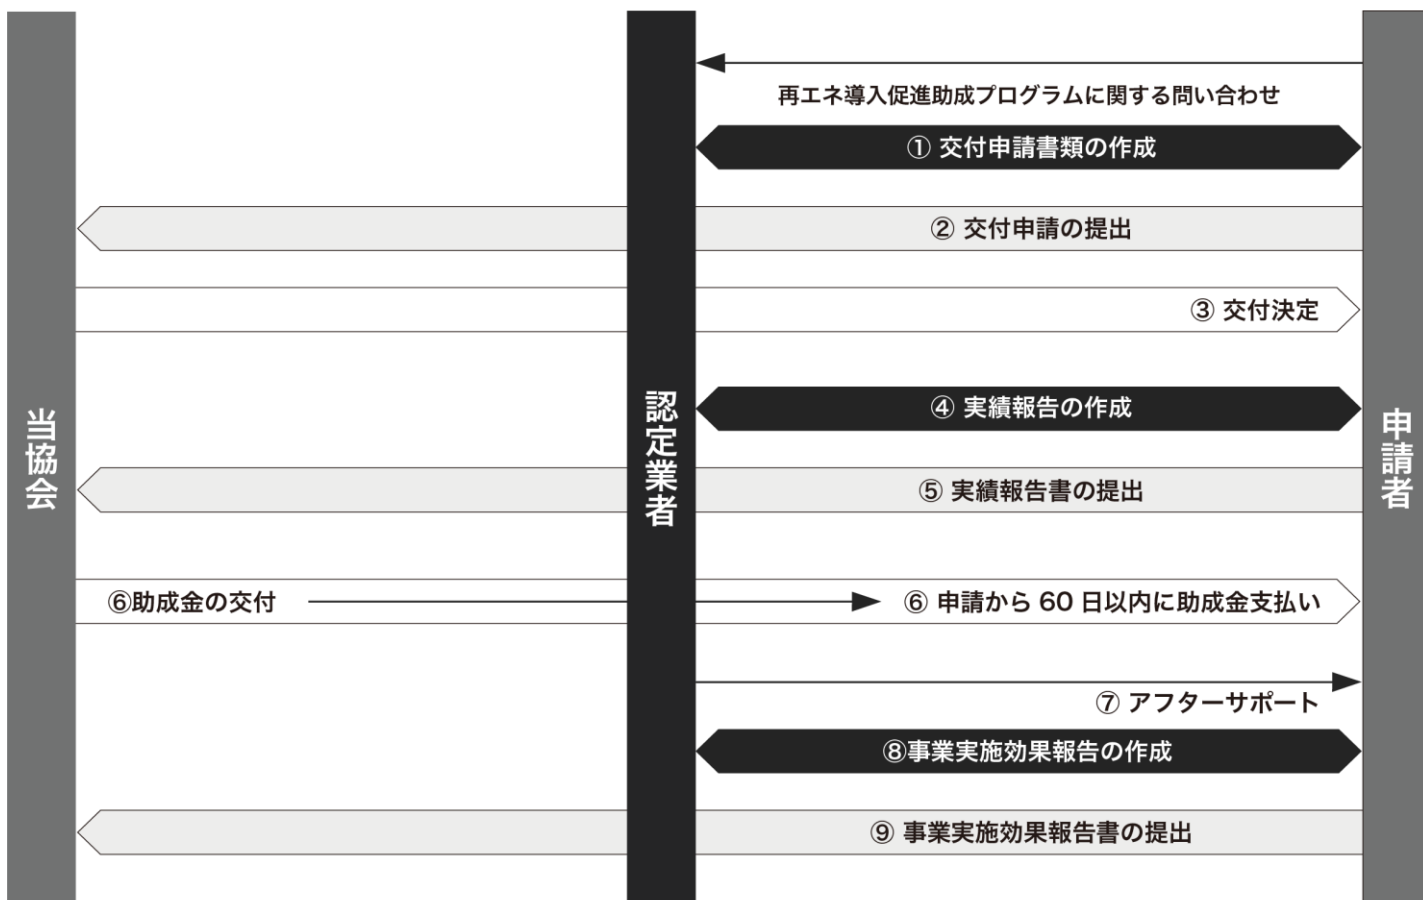 再エネ導入促進助成プログラムに関する問い合わせ
① 交付申請書類の作成
② 交付申請の提出
③ 交付決定
④ 実績報告の作成
当協会
認定業者
申請者
⑤ 実績報告書の提出
⑥助成金の交付
⑥ 申請から 60 日以内に助成金支払い
⑦ アフターサポート
⑧事業実施効果報告の作成
⑨ 事業実施効果報告書の提出